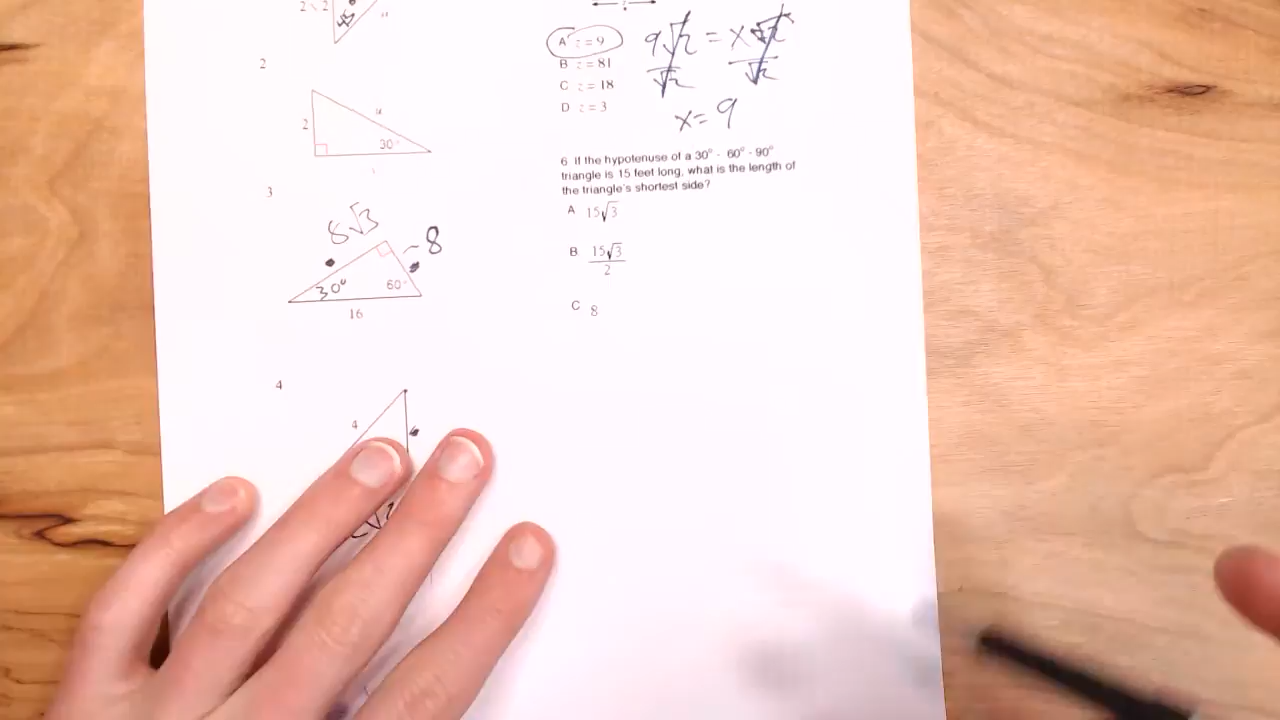 2
2
30°
3
8√3
8
30°
60°
16
4
4
A z = 9
B z = 81
C z = 18
D z = 3
9√2 = x√2
√2 √2
x = 9
6 If the hypotenuse of a 30° - 60° - 90°
triangle is 15 feet long, what is the length of
the triangle's shortest side?
A 15√3
B 15√3
2
C 8